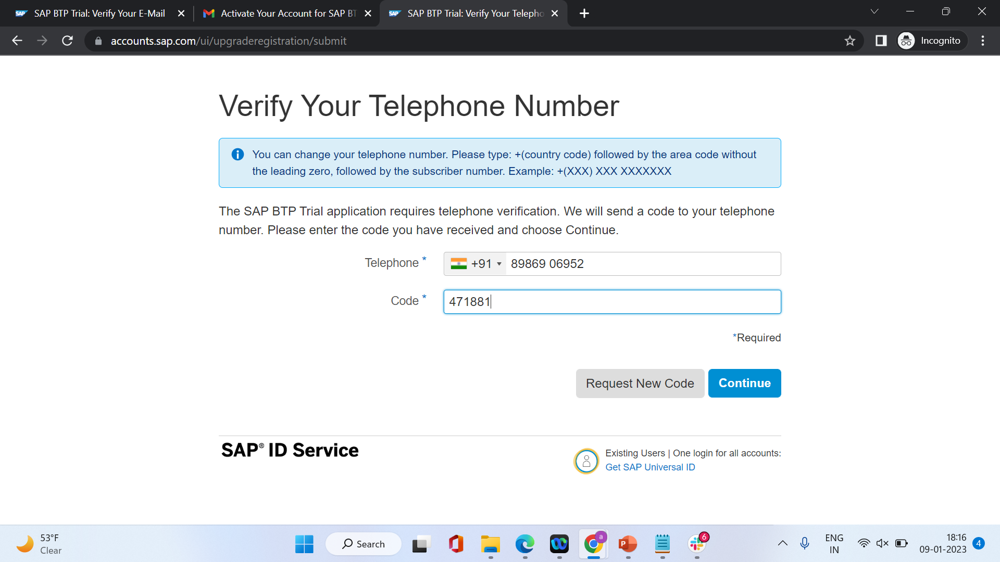 SAP BTP Trial: Verify Your E-Mail
Activate Your Account for SAP BT
SAP BTP Trial: Verify Your Telepho
accounts.sap.com/ui/upgraderegistration/submit
Incognito
Verify Your Telephone Number
You can change your telephone number. Please type: +(country code) followed by the area code without
the leading zero, followed by the subscriber number. Example: +(XXX) XXX XXXXXXX
The SAP BTP Trial application requires telephone verification. We will send a code to your telephone
number. Please enter the code you have received and choose Continue.
Telephone * +91 89869 06952
Code * 471881
*Required
Request New Code Continue
SAP® ID Service
Existing Users | One login for all accounts:
Get SAP Universal ID
53°F
Clear
Search
a
P
6
ENG
IN
18:16
09-01-2023
4